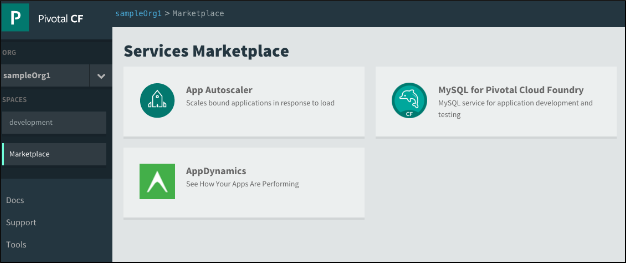 P Pivotal CF
sampleOrg1 > Marketplace
ORG
sampleOrg1
SPACES
development
Marketplace
Docs
Support
Tools
Services Marketplace
App Autoscaler
Scales bound applications in response to load
MySQL for Pivotal Cloud Foundry
MySQL service for application development and
testing
CF
AppDynamics
See How Your Apps Are Performing